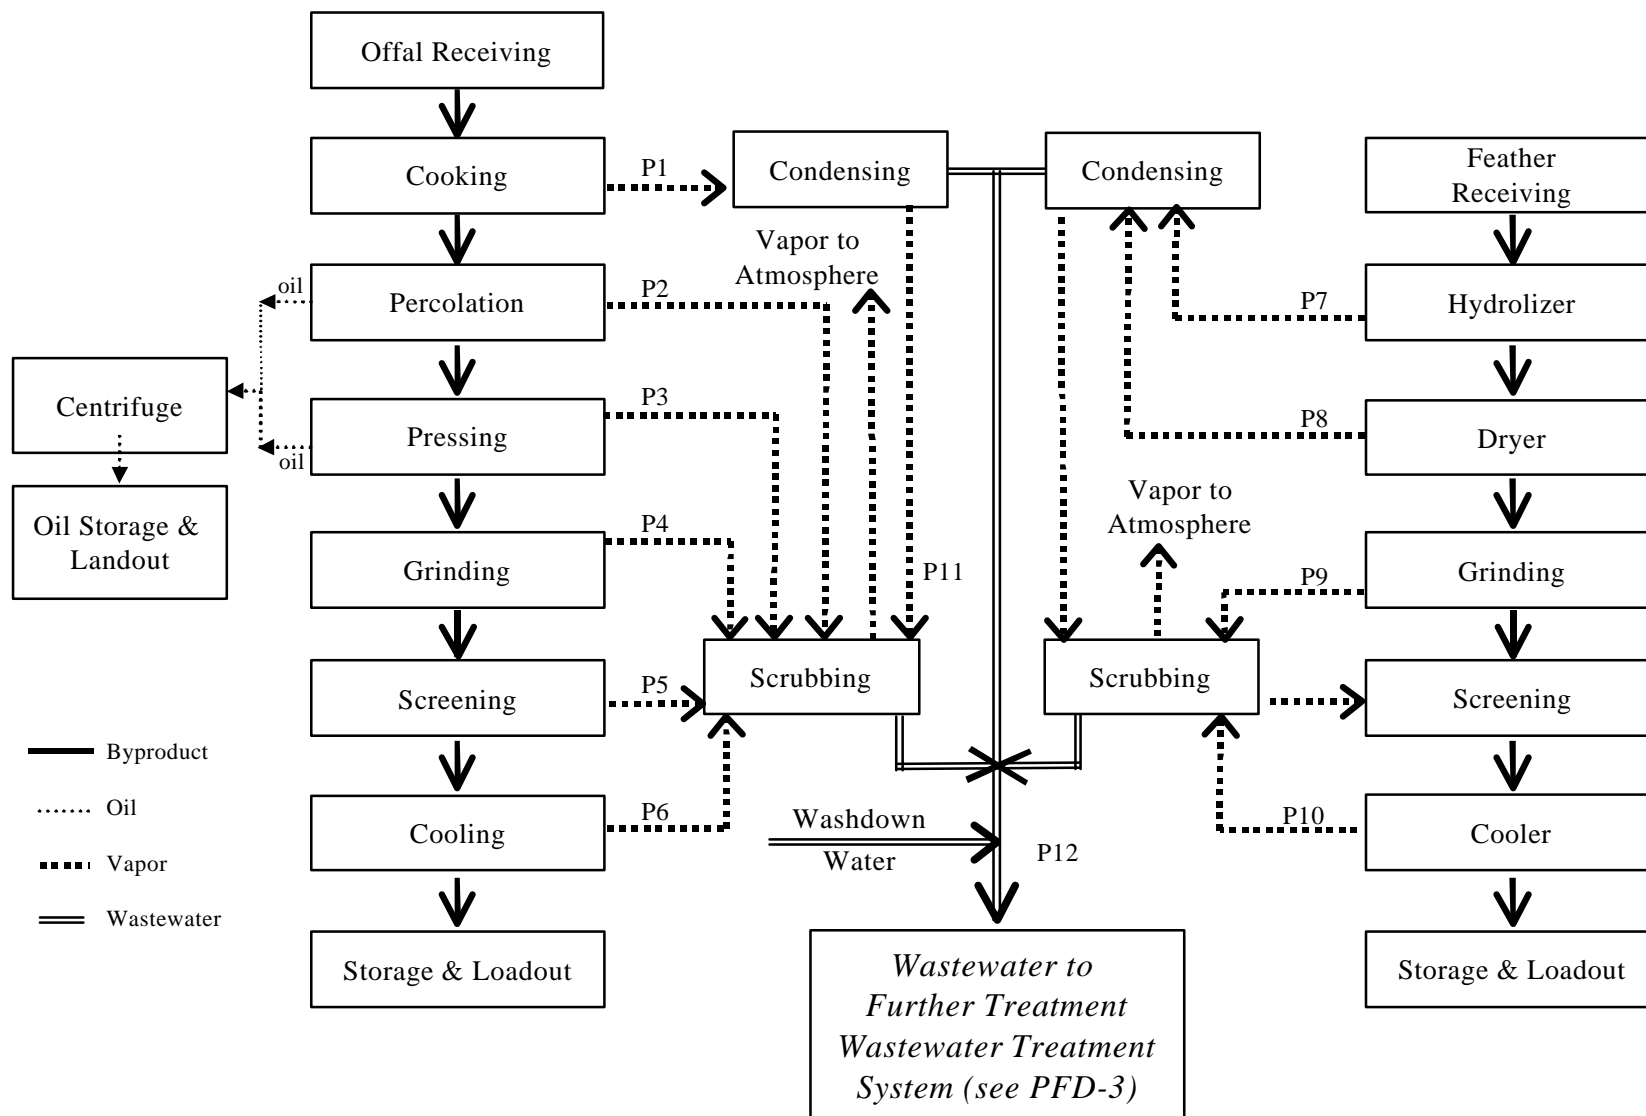 Offal Receiving
Cooking
P1
Condensing
Condensing
Feather
Receiving
Vapor to
Atmosphere
oil
Percolation
P2
P7
Hydrolizer
Centrifuge
P3
Pressing
oil
P8
Dryer
Oil Storage &
Landout
P4
Grinding
Vapor to
Atmosphere
P11
P9
Grinding
Screening
P5
Scrubbing
Scrubbing
Screening
Byproduct
Oil
Vapor
Wastewater
Cooling
P6
Washdown
Water
P12
P10
Cooler
Storage & Loadout
Wastewater to
Further Treatment
Wastewater Treatment
System (see PFD-3)
Storage & Loadout